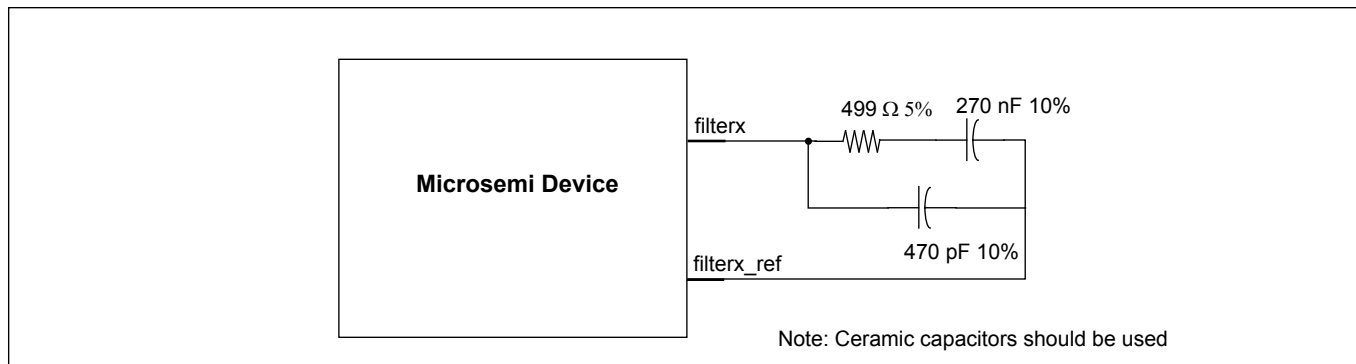 499 Ω 5%
270 nF 10%
filterx
Microsemi Device
470 pF 10%
filterx_ref
Note: Ceramic capacitors should be used